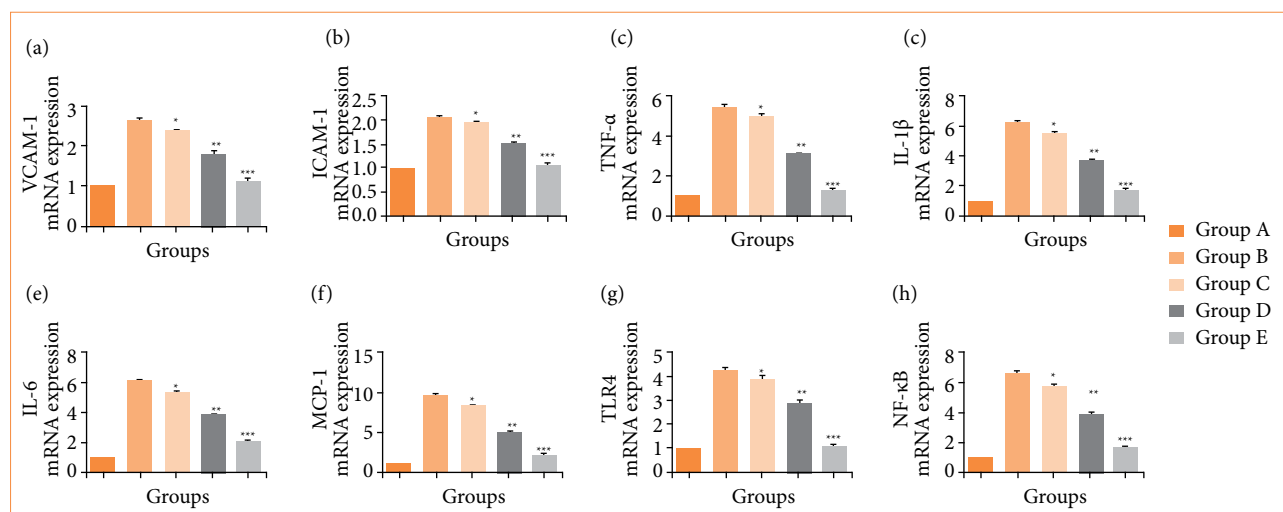 (a)
VCAM-1
mRNA expression
3
2
1
0
*
**
***
Groups
(b)
ICAM-1
mRNA expression
2.5
2.0
1.5
1.0
0.5
0.0
*
**
***
Groups
(c)
TNF-α
mRNA expression
6
4
2
0
*
**
***
Groups
(c)
IL-1β
mRNA expression
8
6
4
2
0
*
**
***
Groups
Group A
Group B
Group C
Group D
Group E
(e)
IL-6
mRNA expression
8
6
4
2
0
*
**
***
Groups
(f)
MCP-1
mRNA expression
15
10
5
0
*
**
***
Groups
(g)
TLR4
mRNA expression
5
4
3
2
1
0
*
**
***
Groups
(h)
NF-κB
mRNA expression
8
6
4
2
0
*
**
***
Groups